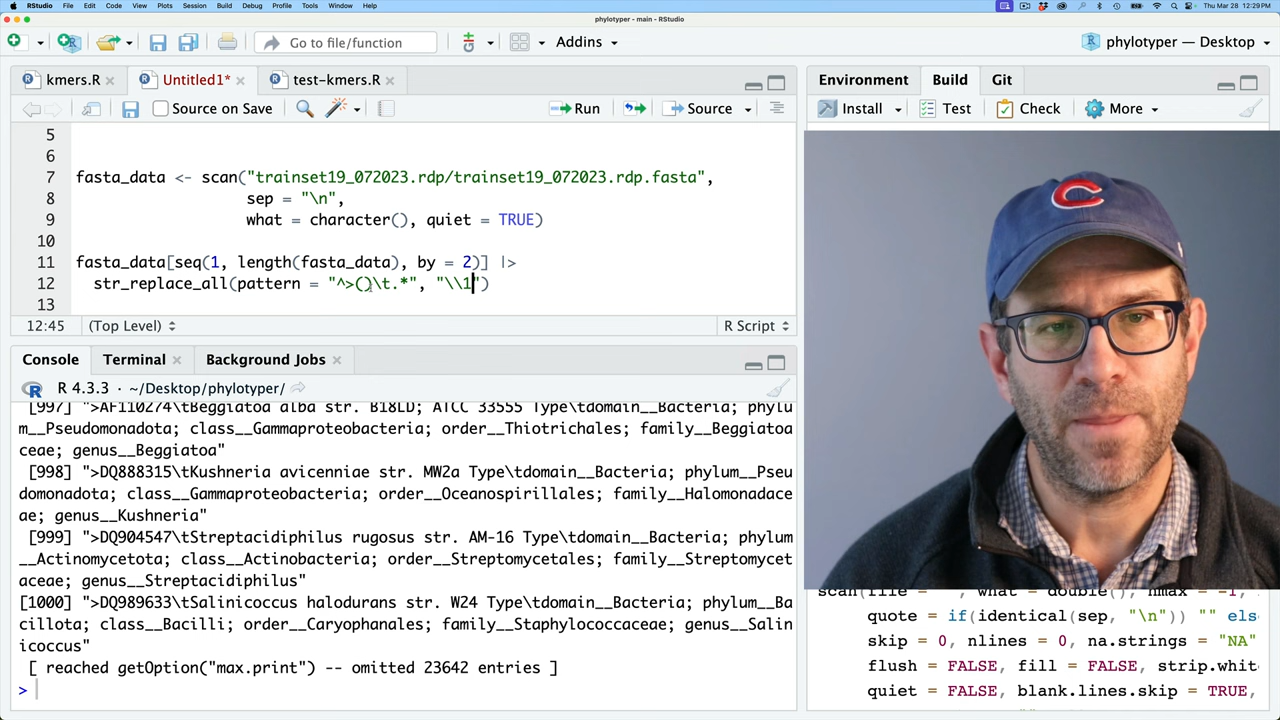 RStudio File Edit Code View Plots Session Build Debug Profile Tools Window Help Thu Mar 28 12:29 PM
phylotyper - main - RStudio
Go to file/function Addins phylotyper — Desktop
kmers.R Untitled1* test-kmers.R Environment Build Git
Source on Save Run Source Install Test Check More
5
6
7 fasta_data <- scan("trainset19_072023.rdp/trainset19_072023.rdp.fasta",
8 sep = "\n",
9 what = character(), quiet = TRUE)
10
11 fasta_data[seq(1, length(fasta_data), by = 2)] |>
12 str_replace_all(pattern = "^>()\t.*", "\\1")
13
12:45 (Top Level) R Script
Console Terminal Background Jobs
R 4.3.3 · ~/Desktop/phylotyper/
[997] ">AF110274\tBeggiatoa alba str. B18LD; ATCC 33555 Type\tdomain__Bacteria; phylu
m__Pseudomonadota; class__Gammaproteobacteria; order__Thiotrichales; family__Beggiatoa
ceae; genus__Beggiatoa"
[998] ">DQ888315\tKushneria avicenniae str. MW2a Type\tdomain__Bacteria; phylum__Pseu
domonadota; class__Gammaproteobacteria; order__Oceanospirillales; family__Halomonadace
ae; genus__Kushneria"
[999] ">DQ904547\tStreptacidiphilus rugosus str. AM-16 Type\tdomain__Bacteria; phylum
__Actinomycetota; class__Actinobacteria; order__Streptomycetales; family__Streptomycet
aceae; genus__Streptacidiphilus"
[1000] ">DQ989633\tSalinicoccus halodurans str. W24 Type\tdomain__Bacteria; phylum__Ba
cillota; class__Bacilli; order__Caryophanales; family__Staphylococcaceae; genus__Salin
icoccus"
[ reached getOption("max.print") -- omitted 23642 entries ]
>
C
scan(file = "", what = double(), nmax = -1,
quote = if(identical(sep, "\n")) "" els
skip = 0, nlines = 0, na.strings = "NA"
flush = FALSE, fill = FALSE, strip.whit
quiet = FALSE, blank.lines.skip = TRUE,